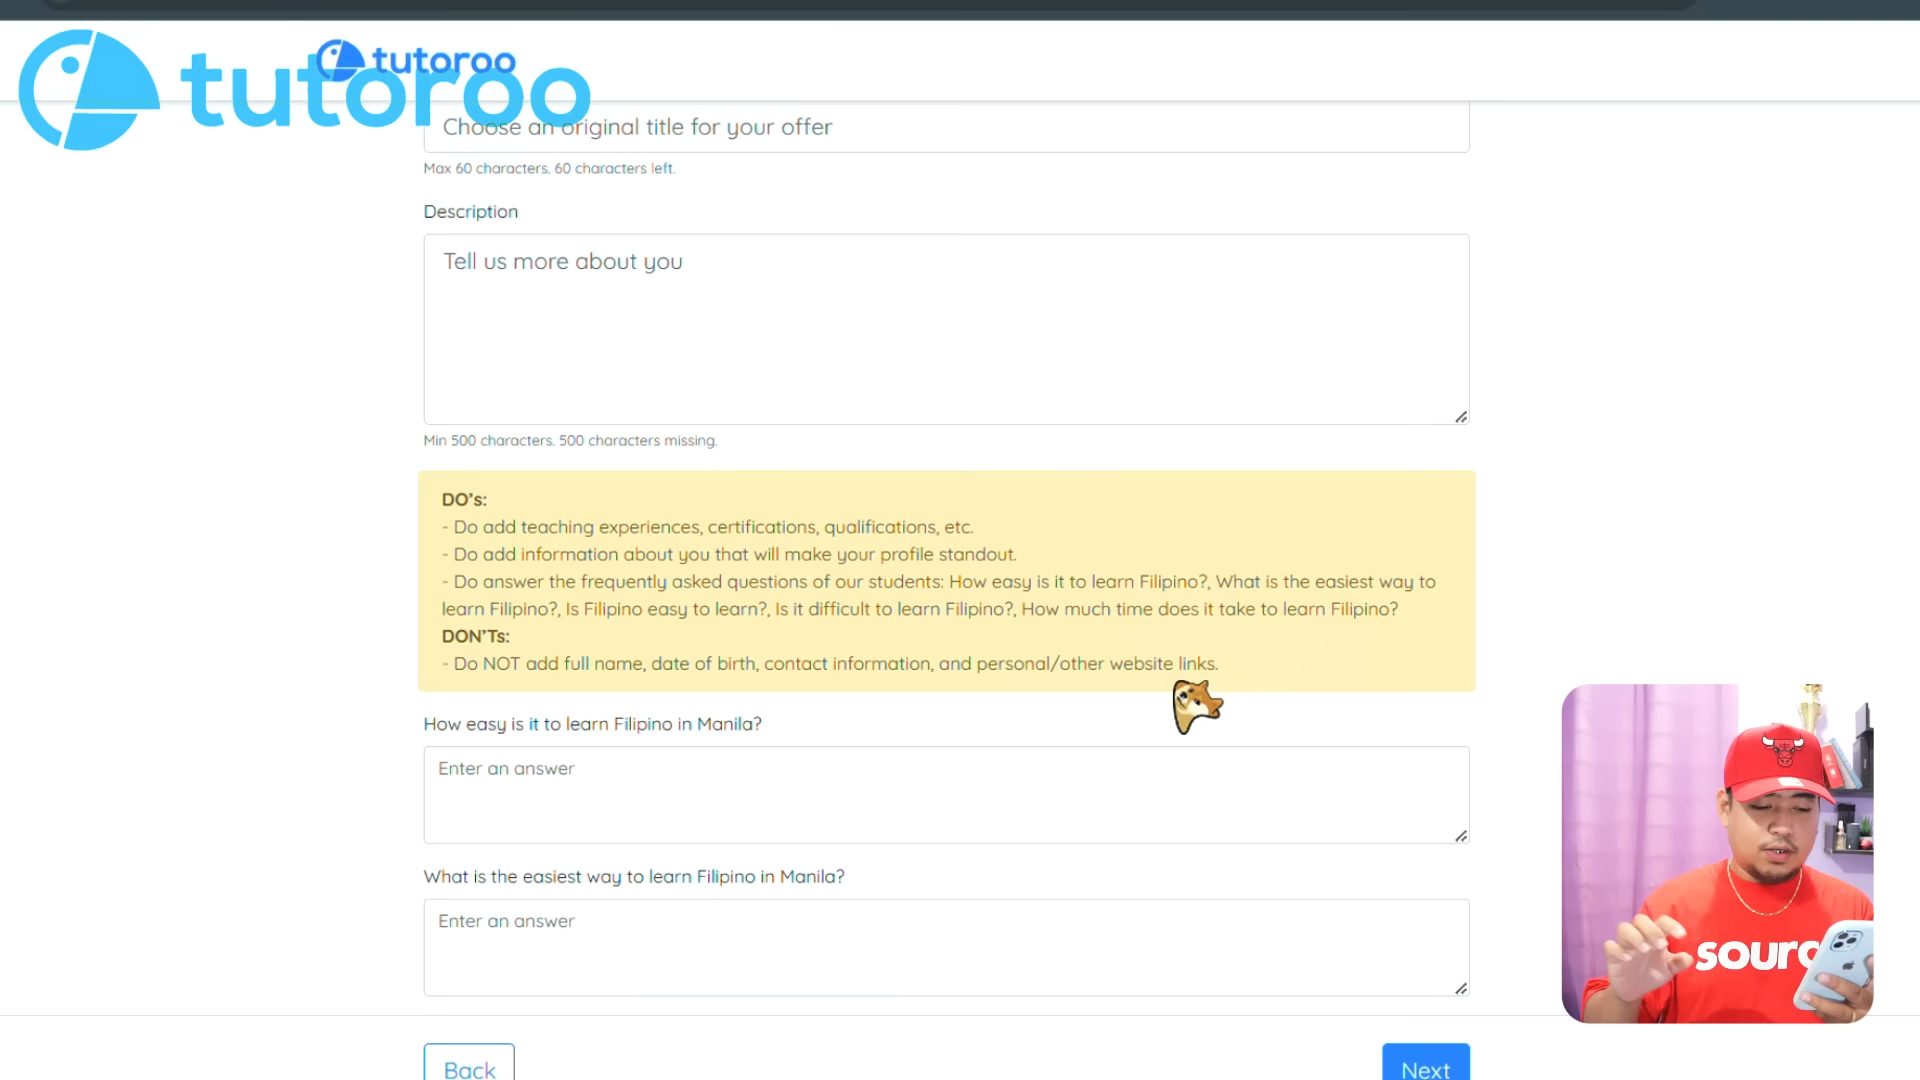 tutoroo
tutoroo
Choose an original title for your offer
Max 60 characters. 60 characters left.
Description
Tell us more about you
Min 500 characters. 500 characters missing.
DO's:
- Do add teaching experiences, certifications, qualifications, etc.
- Do add information about you that will make your profile standout.
- Do answer the frequently asked questions of our students: How easy is it to learn Filipino?, What is the easiest way to
learn Filipino?, Is Filipino easy to learn?, Is it difficult to learn Filipino?, How much time does it take to learn Filipino?
DON'Ts:
- Do NOT add full name, date of birth, contact information, and personal/other website links.
How easy is it to learn Filipino in Manila?
Enter an answer
What is the easiest way to learn Filipino in Manila?
Enter an answer
sourc
Back
Next